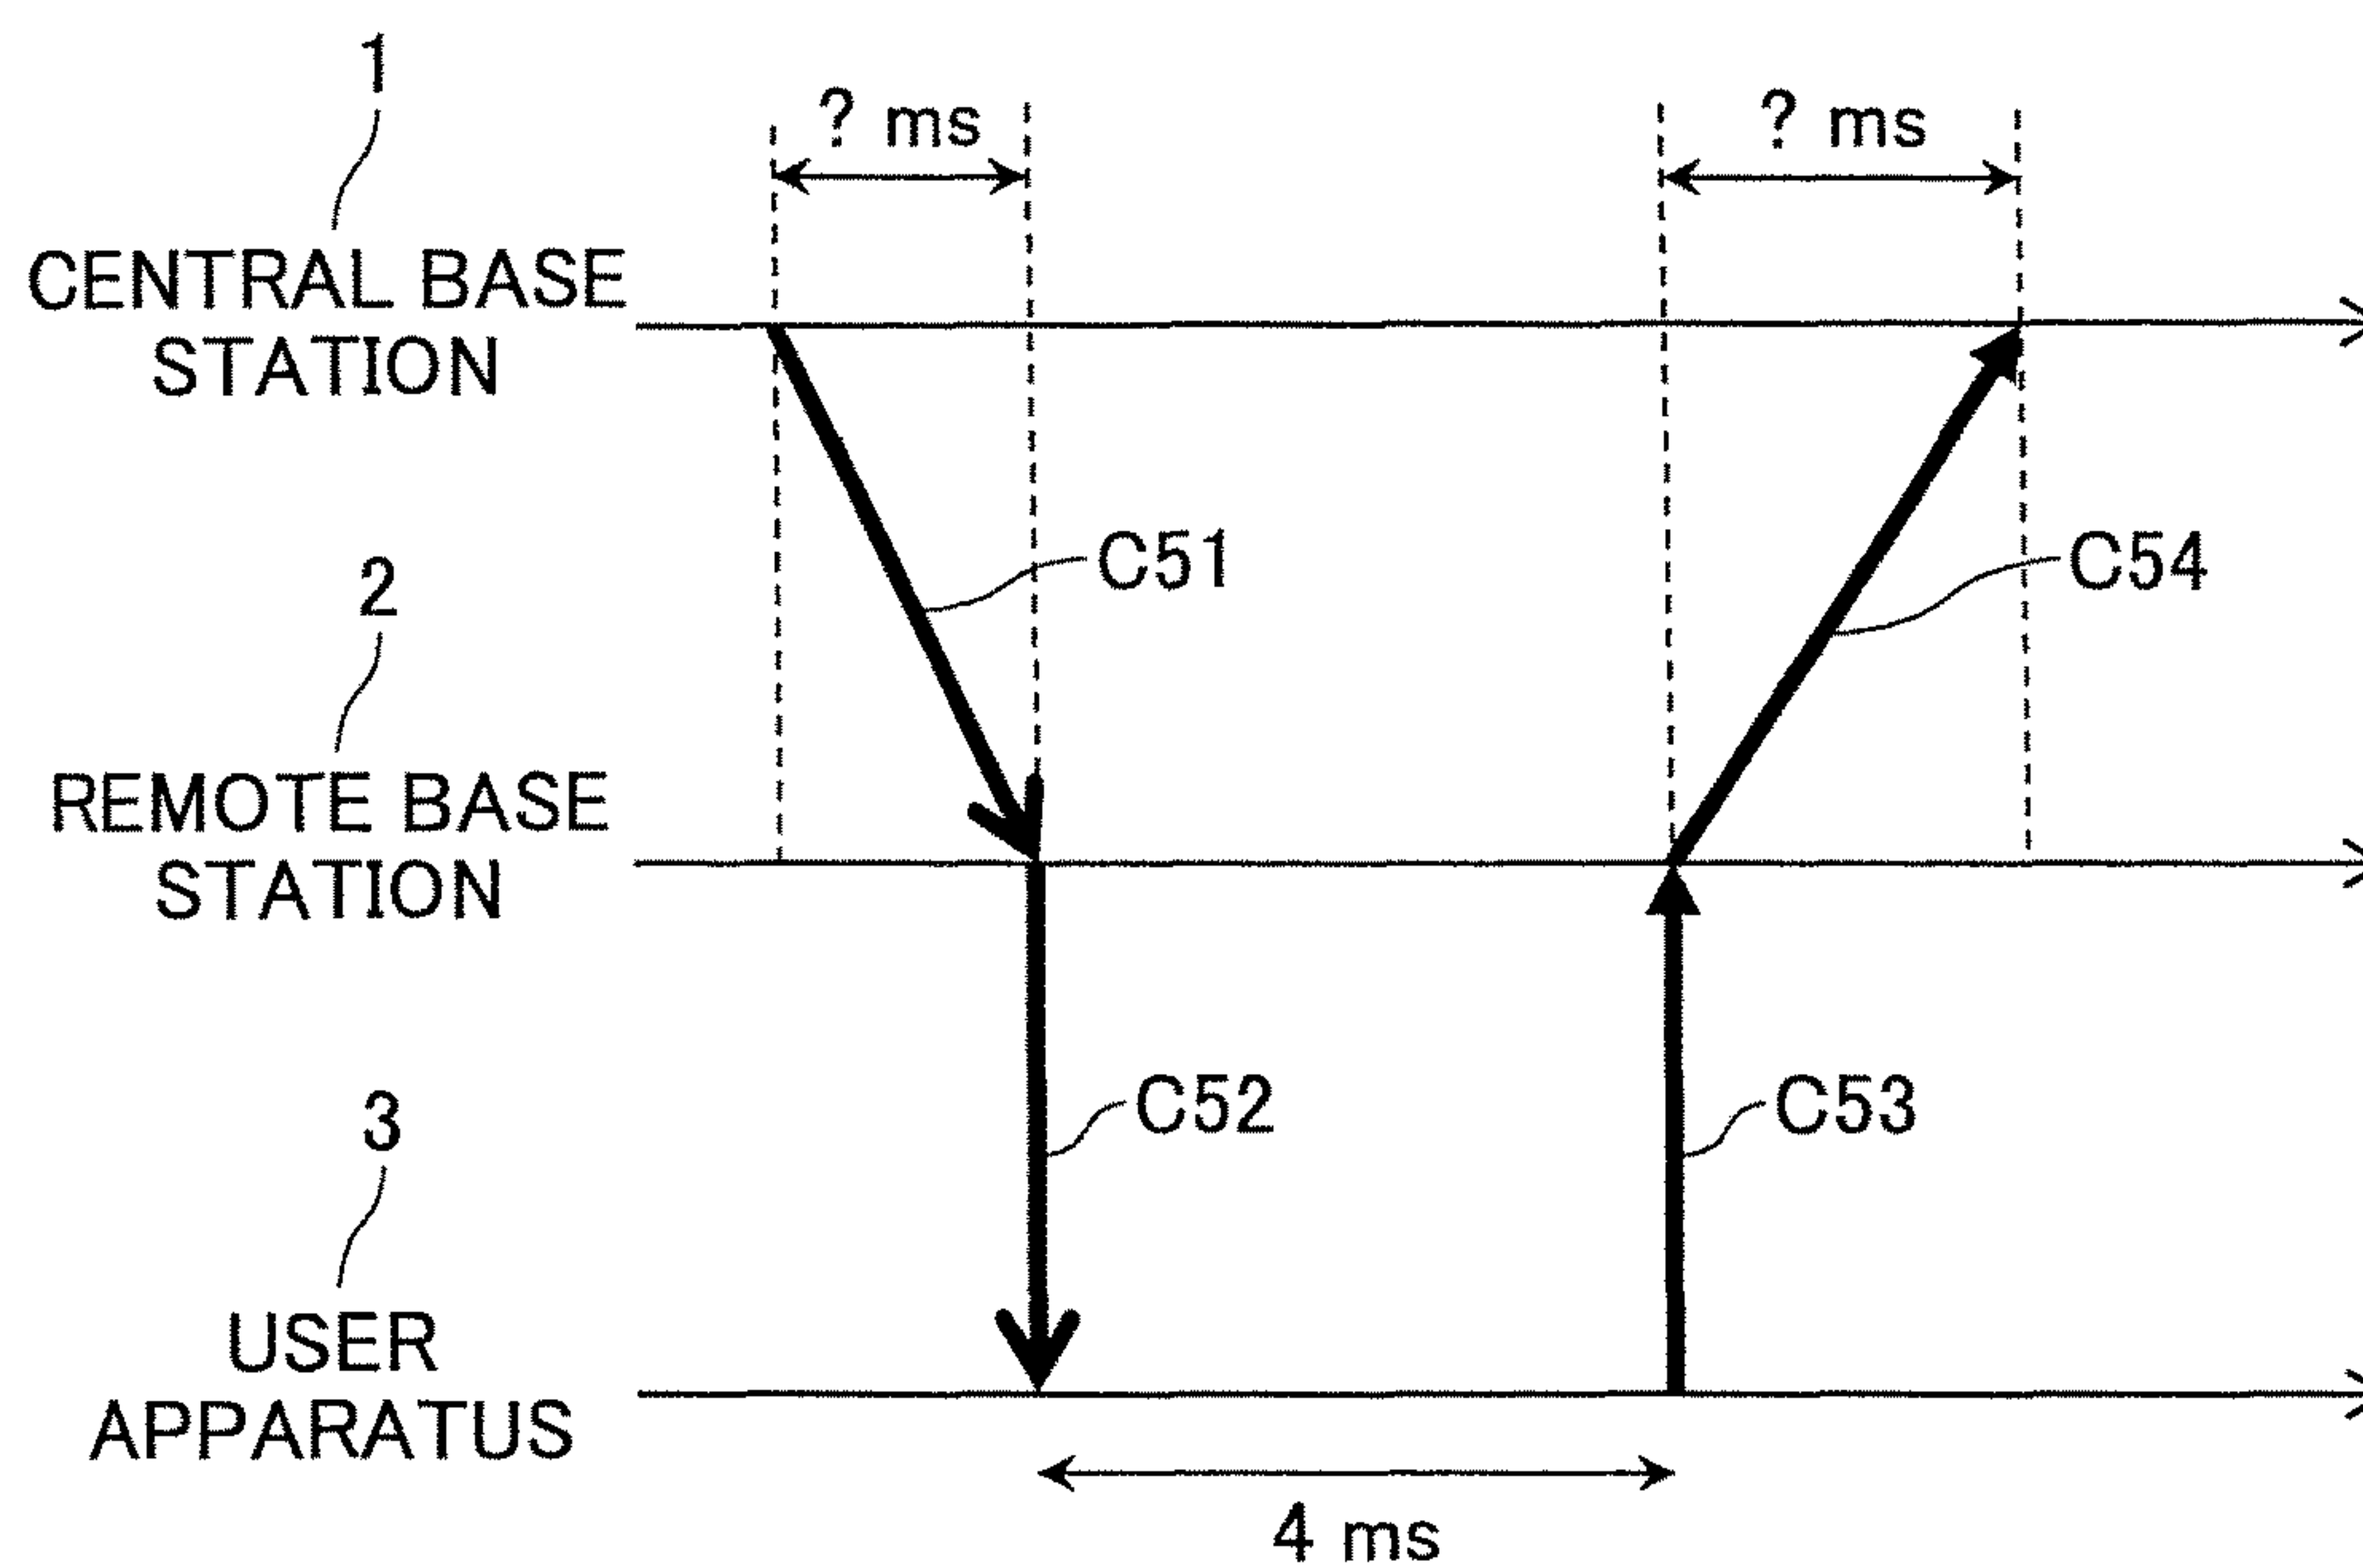 1
? ms
? ms
CENTRAL BASE
STATION
C51
C54
2
REMOTE BASE
STATION
C52
C53
3
USER
APPARATUS
4 ms